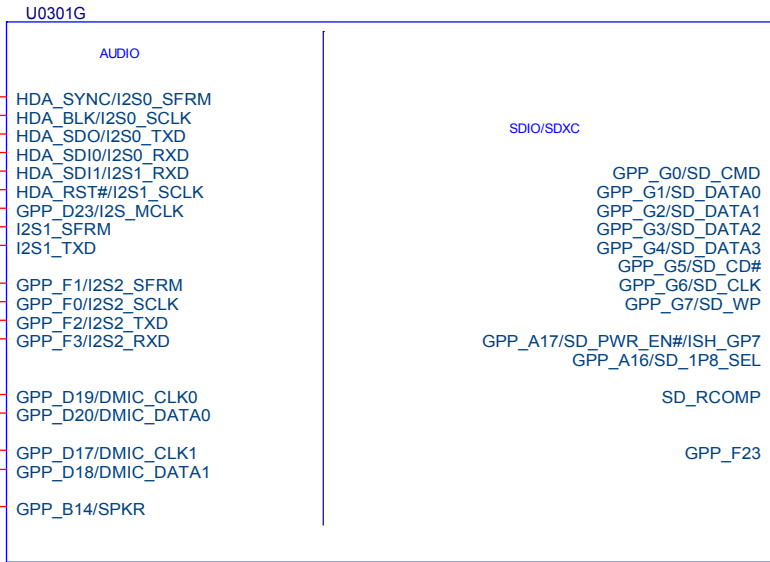 U0301G
AUDIO
HDA_SYNC/I2S0_SFRM
HDA_BLK/I2S0_SCLK
HDA_SDO/I2S0_TXD
HDA_SDI0/I2S0_RXD
HDA_SDI1/I2S1_RXD
HDA_RST#/I2S1_SCLK
GPP_D23/I2S_MCLK
I2S1_SFRM
I2S1_TXD
GPP_F1/I2S2_SFRM
GPP_F0/I2S2_SCLK
GPP_F2/I2S2_TXD
GPP_F3/I2S2_RXD
GPP_D19/DMIC_CLK0
GPP_D20/DMIC_DATA0
GPP_D17/DMIC_CLK1
GPP_D18/DMIC_DATA1
GPP_B14/SPKR
SDIO/SDXC
GPP_G0/SD_CMD
GPP_G1/SD_DATA0
GPP_G2/SD_DATA1
GPP_G3/SD_DATA2
GPP_G4/SD_DATA3
GPP_G5/SD_CD#
GPP_G6/SD_CLK
GPP_G7/SD_WP
GPP_A17/SD_PWR_EN#/ISH_GP7
GPP_A16/SD_1P8_SEL
SD_RCOMP
GPP_F23